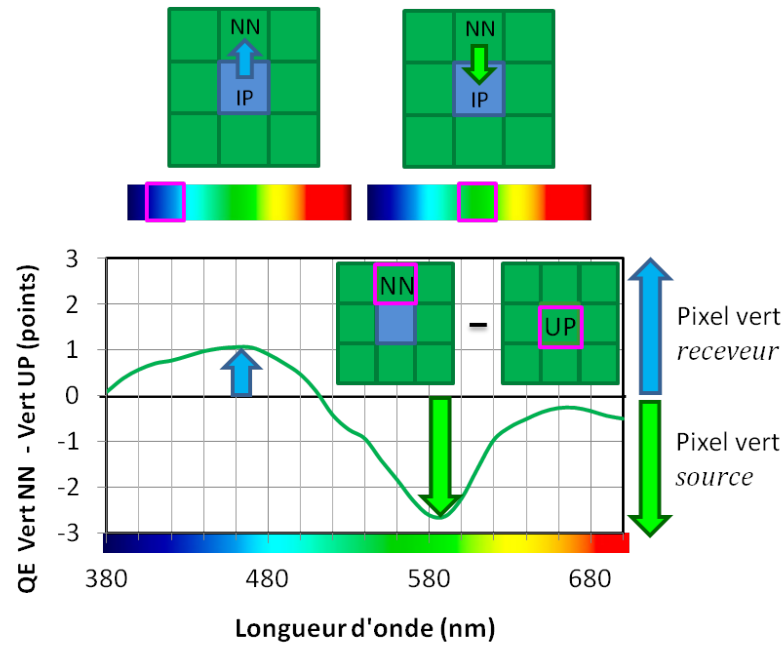 NN
IP
NN
IP
QE Vert NN - Vert UP (points)
3
2
1
0
-1
-2
-3
NN
–
UP
Pixel vert
receveur
Pixel vert
source
380
480
580
680
Longueur d'onde (nm)